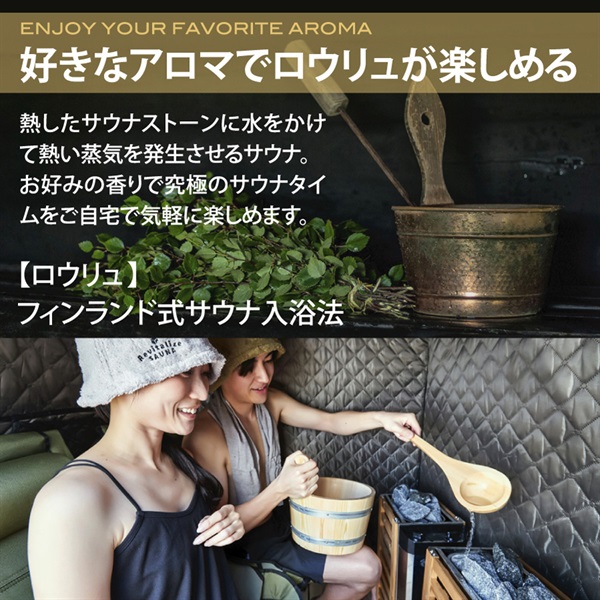 ENJOY YOUR FAVORITE AROMA
好きなアロマでロウリュが楽しめる
熱したサウナストーンに水をかけ
て熱い蒸気を発生させるサウナ。
お好みの香りで究極のサウナタイ
ムをご自宅で気軽に楽しめます。
【ロウリュ】
フィンランド式サウナ入浴法
Revitalize
SAUNA